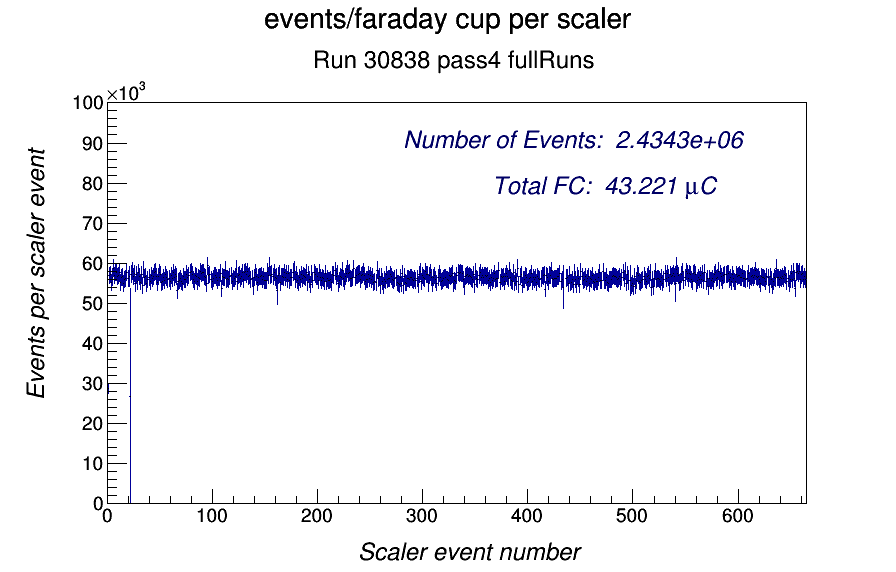 events/faraday cup per scaler
Run 30838 pass4 fullRuns
×10³
100
90
80
70
60
50
40
30
20
10
0
Number of Events: 2.4343e+06
Total FC: 43.221 μC
Events per scaler event
0 100 200 300 400 500 600
Scaler event number